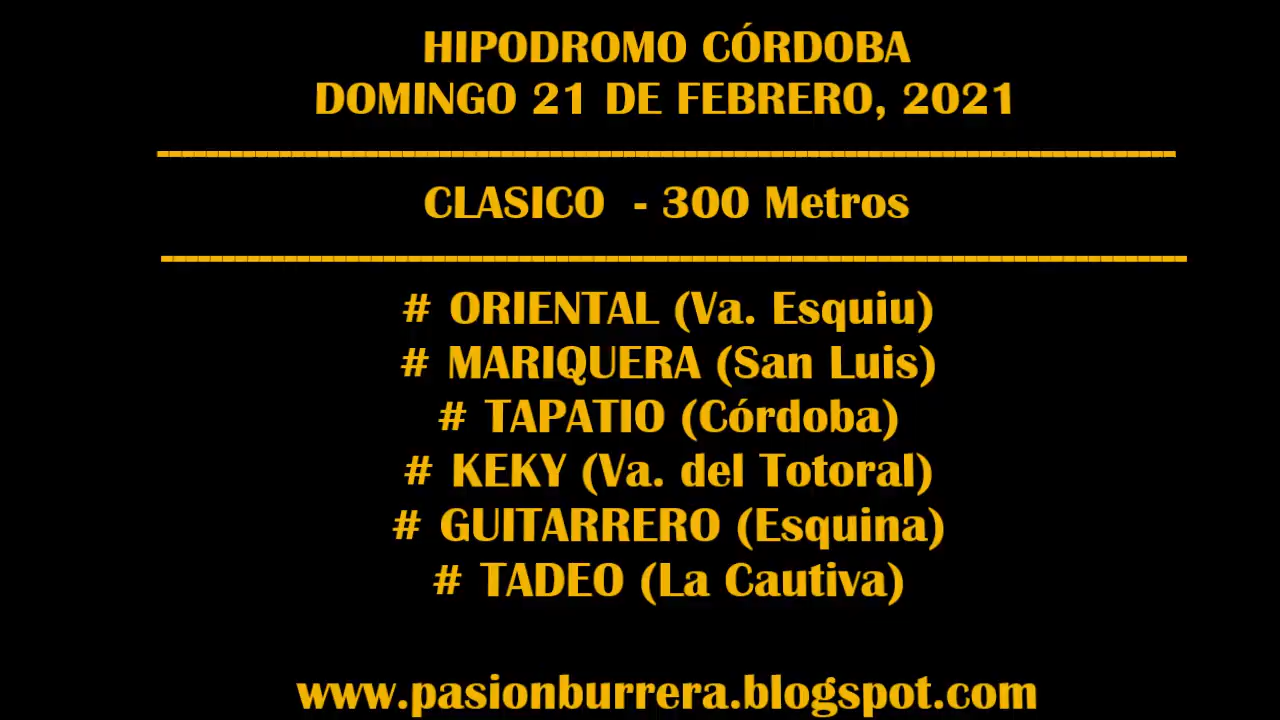 HIPODROMO CÓRDOBA
DOMINGO 21 DE FEBRERO, 2021
CLASICO - 300 Metros
# ORIENTAL (Va. Esquiu)
# MARIQUERA (San Luis)
# TAPATIO (Córdoba)
# KEKY (Va. del Totoral)
# GUITARRERO (Esquina)
# TADEO (La Cautiva)
www.pasionburrera.blogspot.com